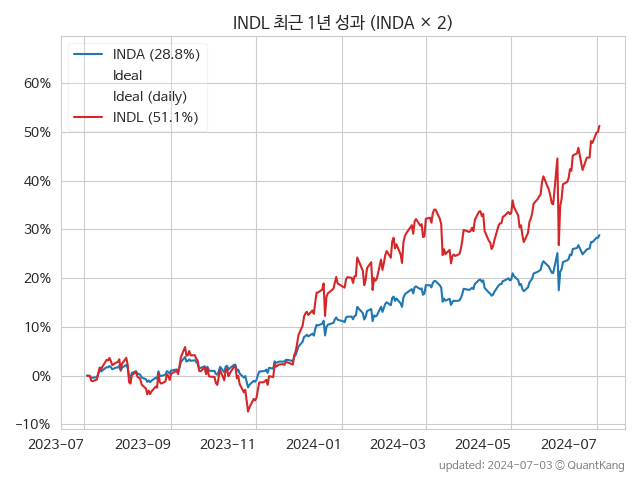 INDL 최근 1년 성과 (INDA × 2)
INDA (28.8%)
Ideal
Ideal (daily)
INDL (51.1%)
60%
50%
40%
30%
20%
10%
0%
−10%
2023-07 2023-09 2023-11 2024-01 2024-03 2024-05 2024-07
updated: 2024-07-03 © QuantKang